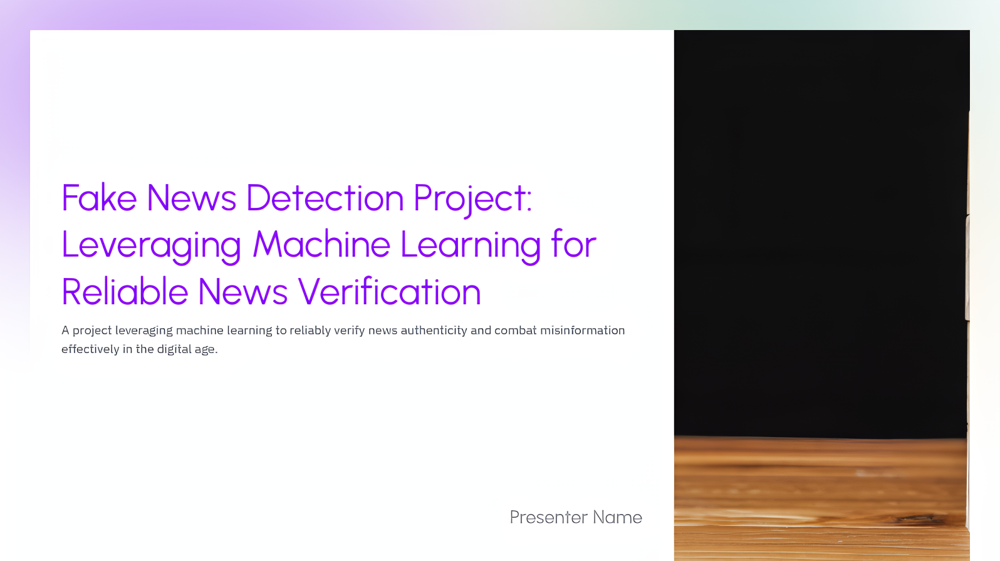 Fake News Detection Project:
Leveraging Machine Learning for
Reliable News Verification
A project leveraging machine learning to reliably verify news authenticity and combat misinformation
effectively in the digital age.
Presenter Name